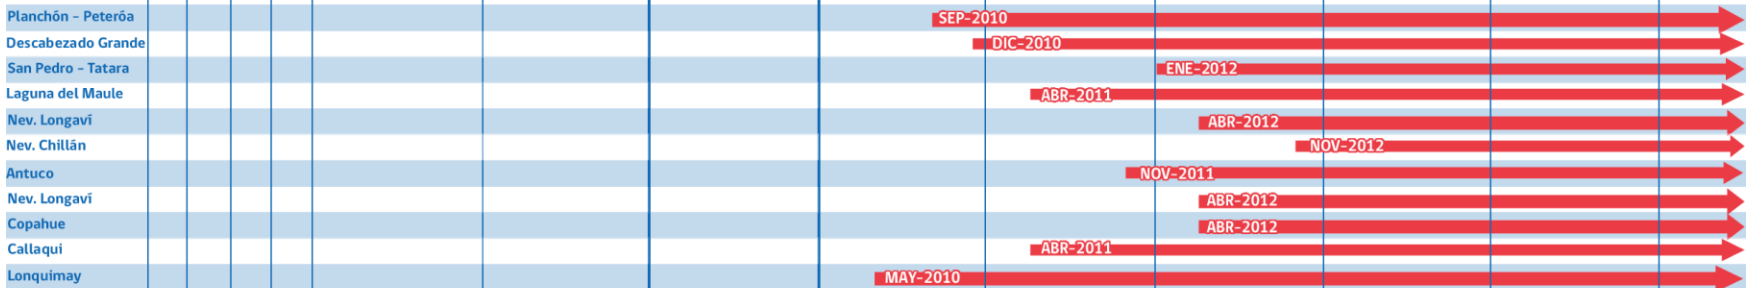 Planchón - Peteróa SEP-2010
Descabezado Grande DIC-2010
San Pedro - Tatara ENE-2012
Laguna del Maule ABR-2011
Nev. Longaví ABR-2012
Nev. Chillán NOV-2012
Antuco NOV-2011
Nev. Longaví ABR-2012
Copahue ABR-2012
Callaqui ABR-2011
Lonquimay MAY-2010